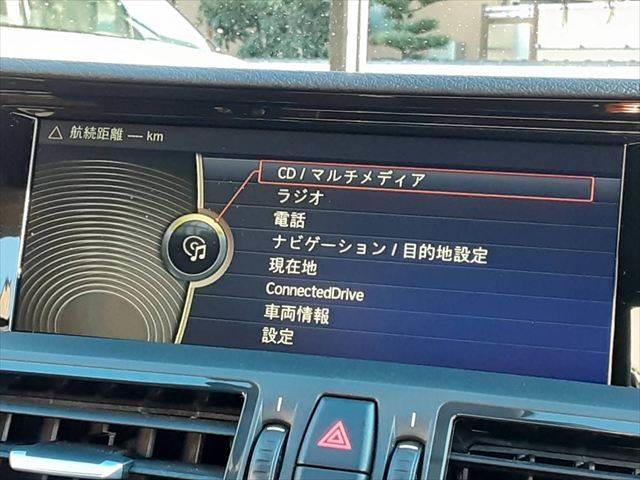 航続距離 ── km
CD / マルチメディア
ラジオ
電話
ナビゲーション / 目的地設定
現在地
ConnectedDrive
車両情報
設定